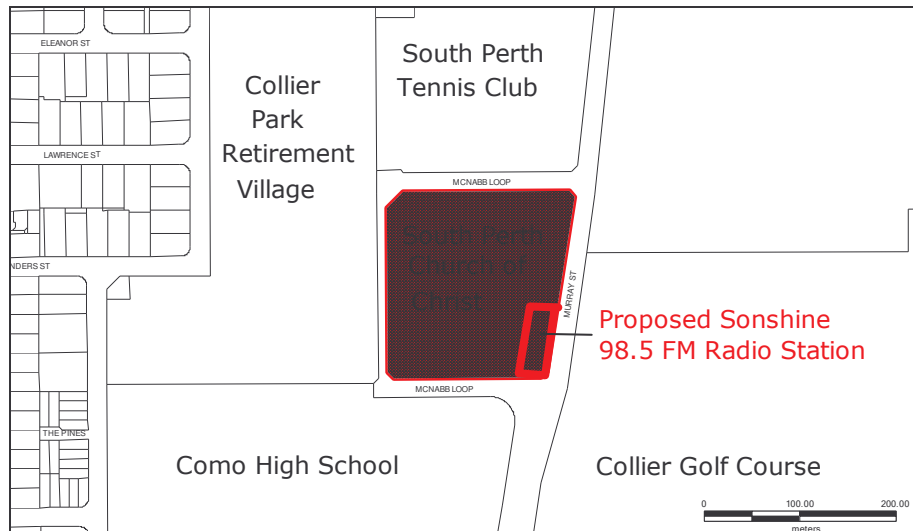 ELEANOR ST
South Perth
Tennis Club
Collier
Park
Retirement
Village
LAWRENCE ST
MCNABB LOOP
South Perth
Church of
Christ
NDERS ST
MURRAY ST
Proposed Sonshine
98.5 FM Radio Station
MCNABB LOOP
THE PINES
Como High School
Collier Golf Course
0 100.00 200.00
meters